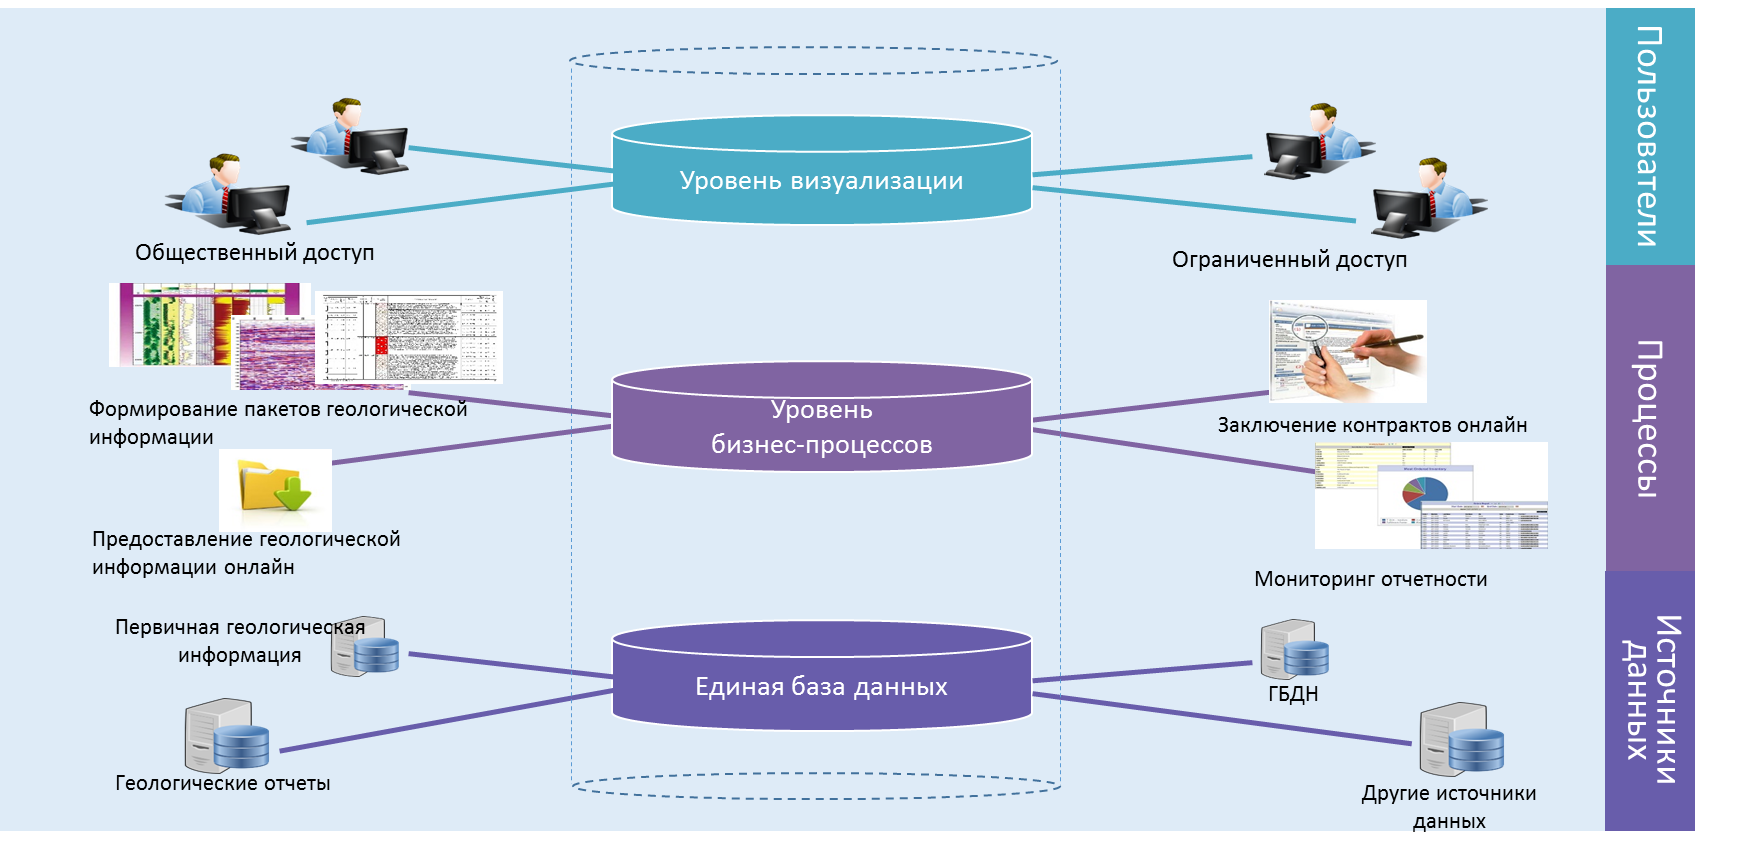 Пользователи
Уровень визуализации
Общественный доступ
Ограниченный доступ
Процессы
Формирование пакетов геологической
информации
Уровень
бизнес-процессов
Заключение контрактов онлайн
Предоставление геологической
информации онлайн
Мониторинг отчетности
Источники
данных
Первичная геологическая
информация
Единая база данных
ГБДН
Геологические отчеты
Другие источники
данных